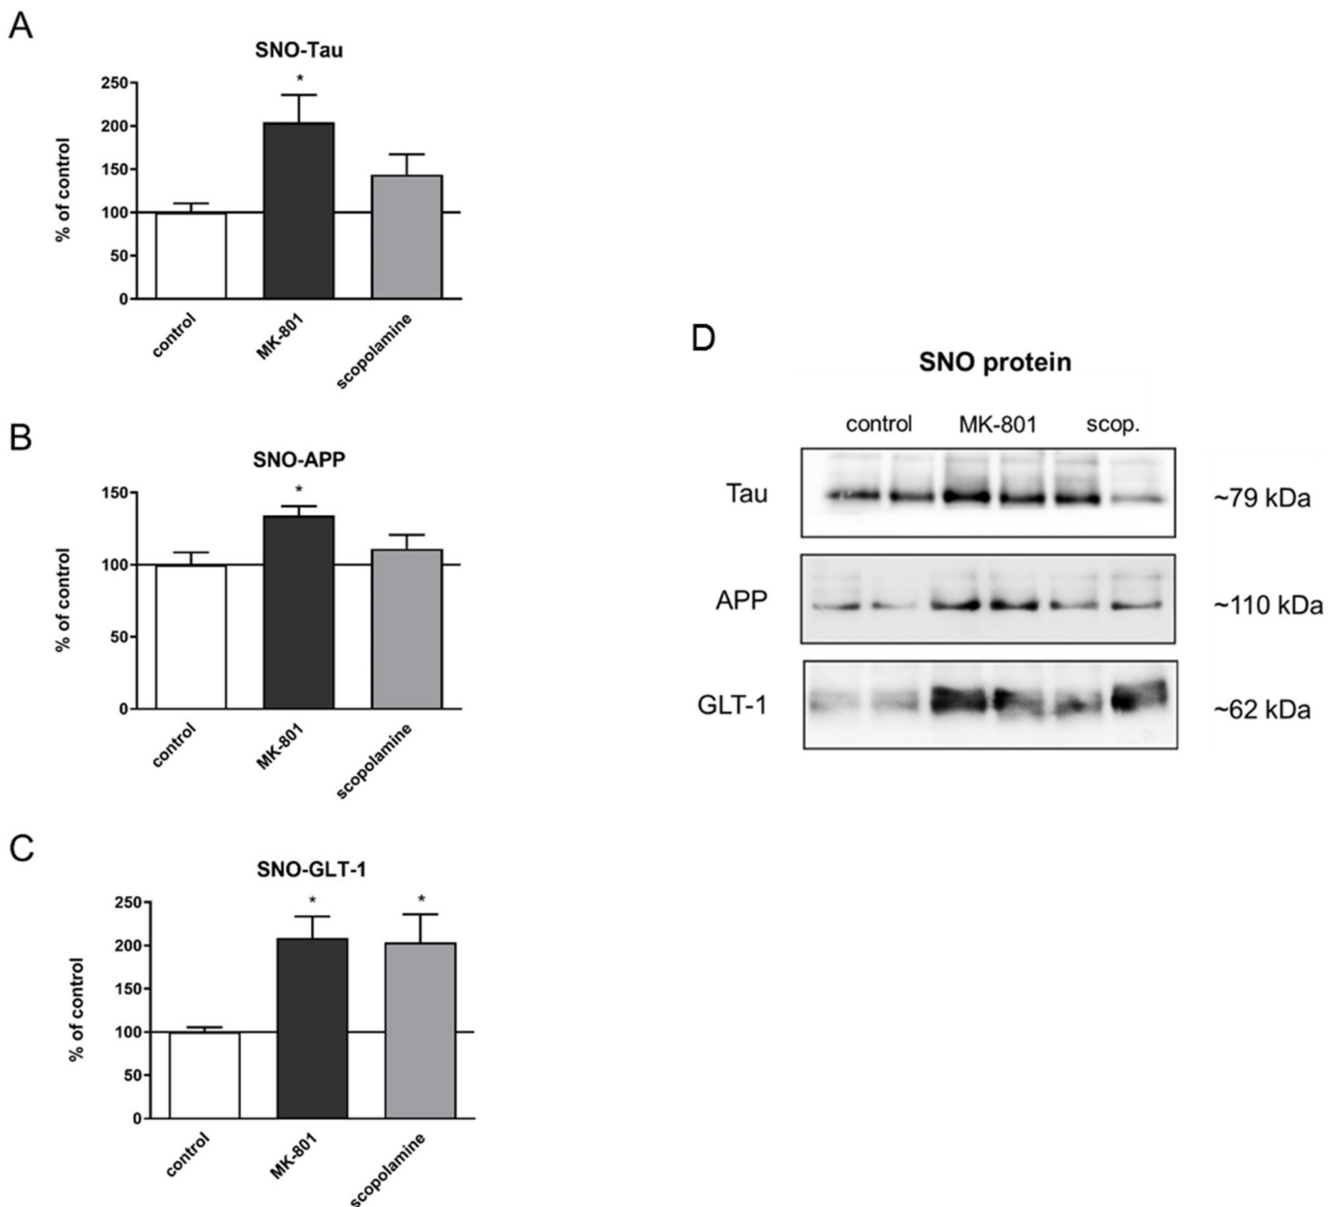 A
SNO-Tau
*
250
200
150
100
50
0
% of control
control
MK-801
scopolamine
B
SNO-APP
*
150
100
50
0
% of control
control
MK-801
scopolamine
C
SNO-GLT-1
* *
250
200
150
100
50
0
% of control
control
MK-801
scopolamine
D
SNO protein
control MK-801 scop.
Tau ~79 kDa
APP ~110 kDa
GLT-1 ~62 kDa